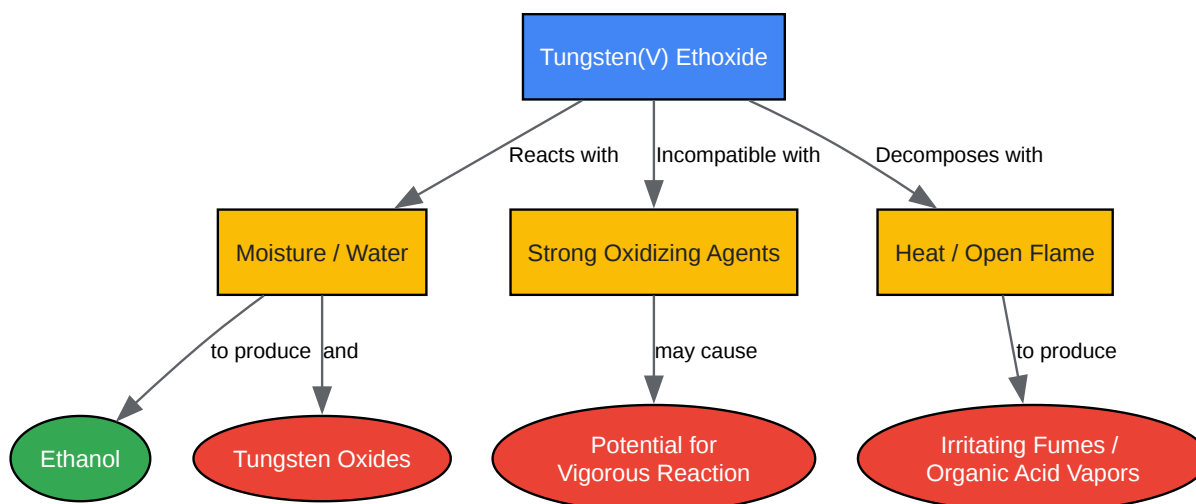 Tungsten(V) Ethoxide
Reacts with
Incompatible with
Decomposes with
Moisture / Water
Strong Oxidizing Agents
Heat / Open Flame
to produce
and
may cause
to produce
Ethanol
Tungsten Oxides
Potential for
Vigorous Reaction
Irritating Fumes /
Organic Acid Vapors